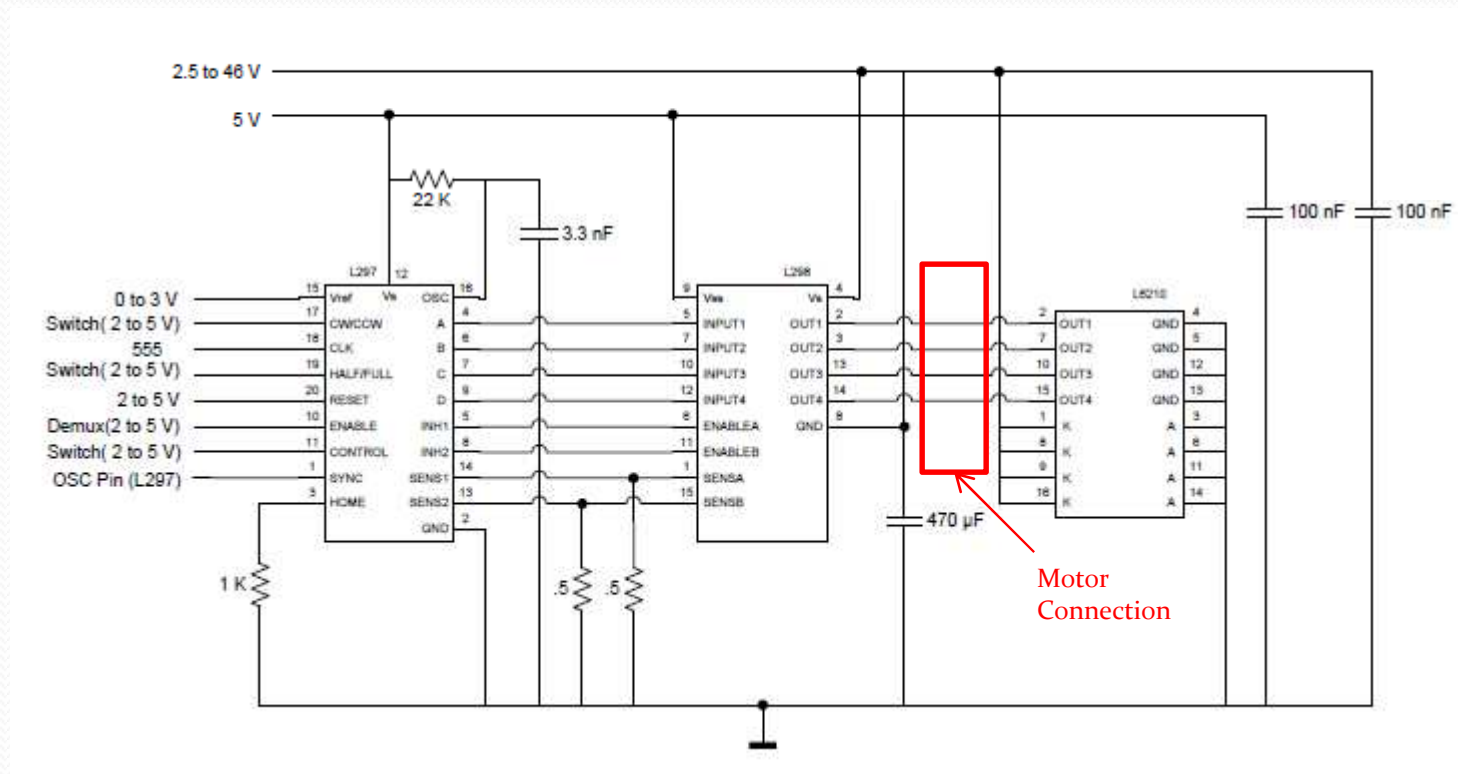 2.5 to 46 V
5 V
22 K
3.3 nF
100 nF
100 nF
L297
12
Vs
15
Vref
OSC
16
17
CW/CCW
A
4
18
CLK
B
6
19
HALF/FULL
C
7
20
RESET
D
9
10
ENABLE
INH1
5
11
CONTROL
INH2
8
1
SYNC
SENS1
14
3
HOME
SENS2
13
GND
2
0 to 3 V
Switch( 2 to 5 V)
555
Switch( 2 to 5 V)
2 to 5 V
Demux(2 to 5 V)
Switch( 2 to 5 V)
OSC Pin (L297)
L298
9
Vss
Vs
4
5
INPUT1
OUT1
2
7
INPUT2
OUT2
3
10
INPUT3
OUT3
13
12
INPUT4
OUT4
14
6
ENABLEA
GND
8
11
ENABLEB
1
SENSA
15
SENSB
L6210
2
OUT1
GND
4
7
OUT2
GND
5
10
OUT3
GND
12
15
OUT4
GND
13
1
K
A
3
8
K
A
6
9
K
A
11
16
K
A
14
470 µF
1 K
.5
.5
Motor
Connection